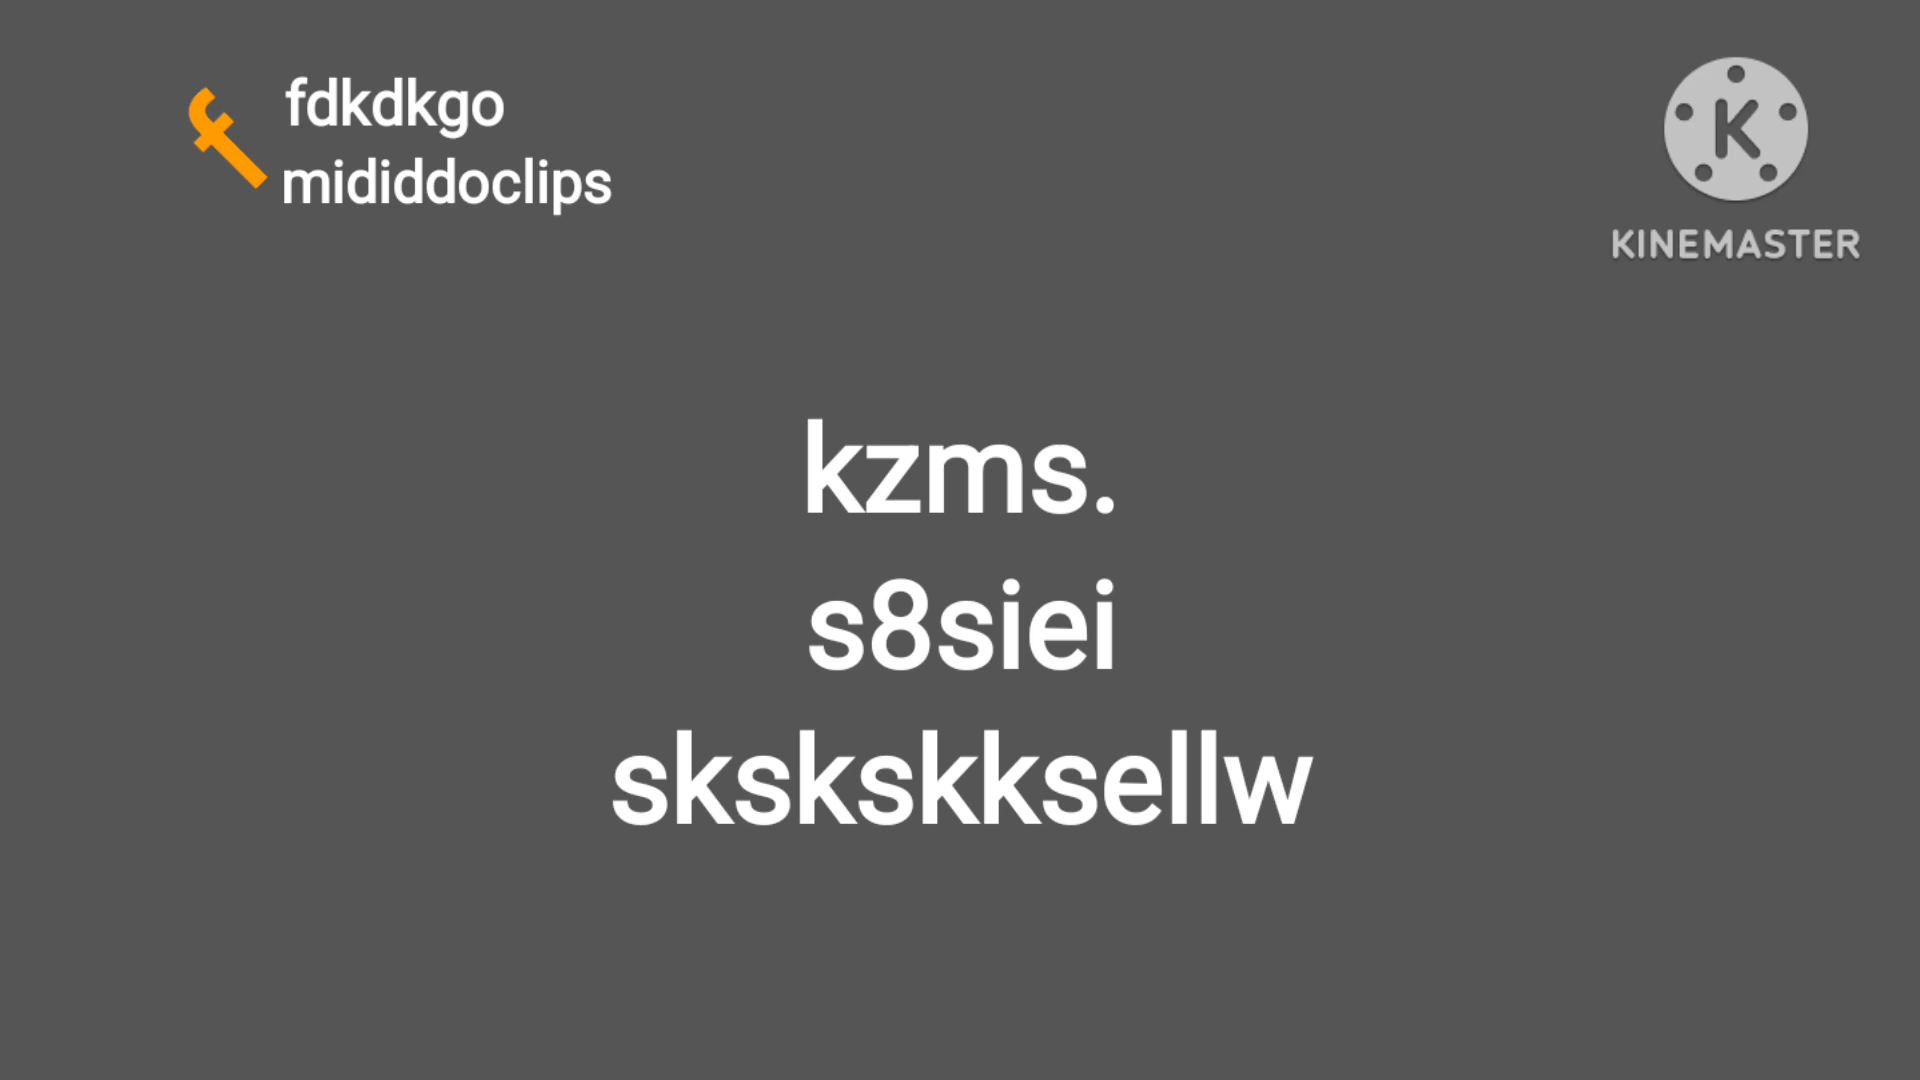 f
fdkdkgo
mididdoclips
K
KINEMASTER
kzms.
s8siei
skskskksellw